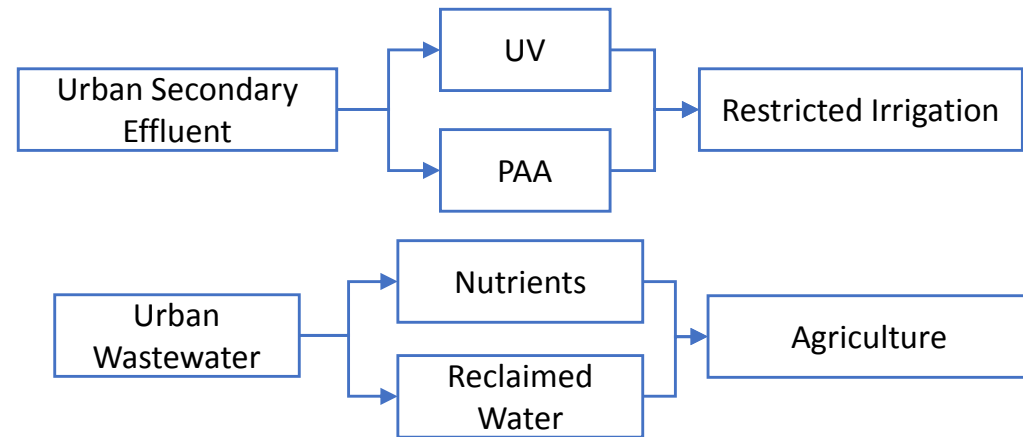 UV
Urban Secondary
Effluent
Restricted Irrigation
PAA
Nutrients
Urban
Wastewater
Agriculture
Reclaimed
Water